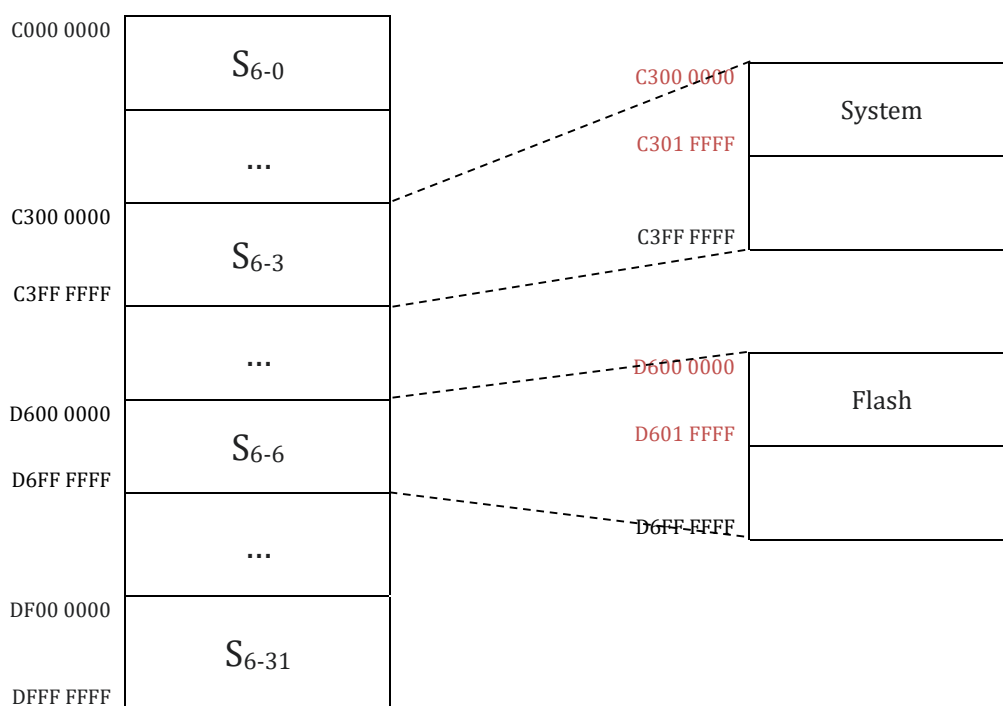 C000 0000
S6-0
...
C300 0000
S6-3
C3FF FFFF
...
D600 0000
S6-6
D6FF FFFF
...
DF00 0000
S6-31
DFFF FFFF
C300 0000
System
C301 FFFF
C3FF FFFF
D600 0000
Flash
D601 FFFF
D6FF FFFF